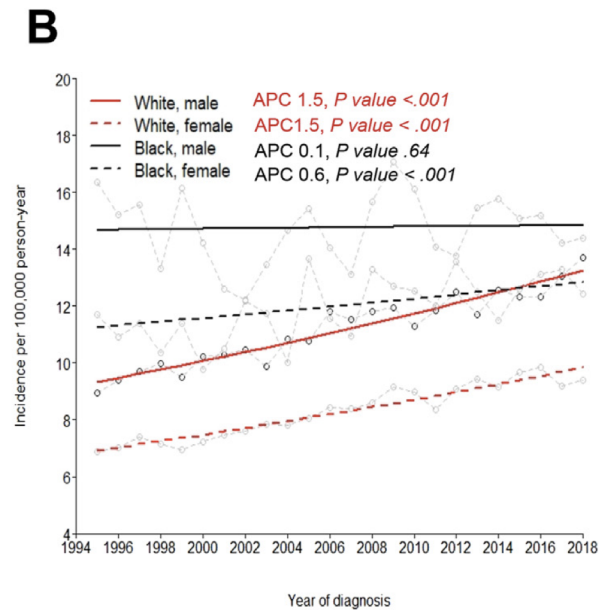 B
20
18
16
14
12
10
8
6
4
Incidence per 100,000 person-year
White, male APC 1.5, P value <.001
White, female APC1.5, P value < .001
Black, male APC 0.1, P value .64
Black, female APC 0.6, P value < .001
1994 1996 1998 2000 2002 2004 2006 2008 2010 2012 2014 2016 2018
Year of diagnosis